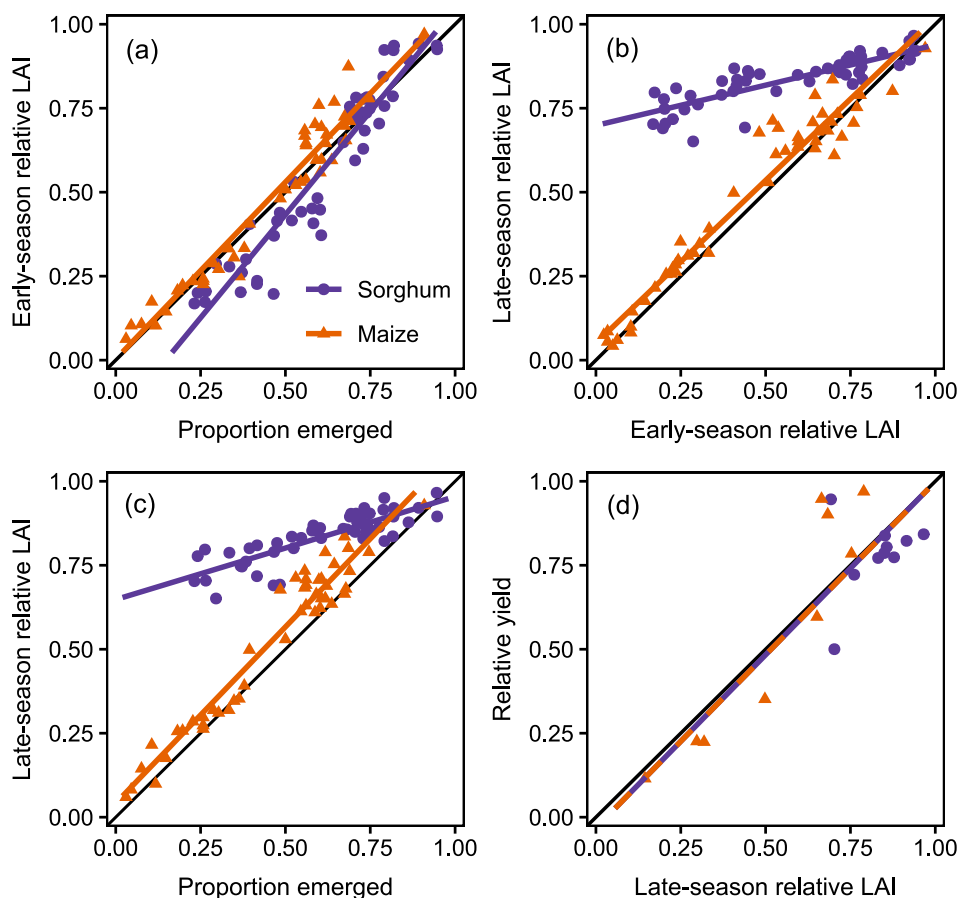 (a)
1.00
0.75
0.50
0.25
0.00
Early-season relative LAI
Sorghum
Maize
0.00 0.25 0.50 0.75 1.00
Proportion emerged
(b)
1.00
0.75
0.50
0.25
0.00
Late-season relative LAI
0.00 0.25 0.50 0.75 1.00
Early-season relative LAI
(c)
1.00
0.75
0.50
0.25
0.00
Late-season relative LAI
0.00 0.25 0.50 0.75 1.00
Proportion emerged
(d)
1.00
0.75
0.50
0.25
0.00
Relative yield
0.00 0.25 0.50 0.75 1.00
Late-season relative LAI